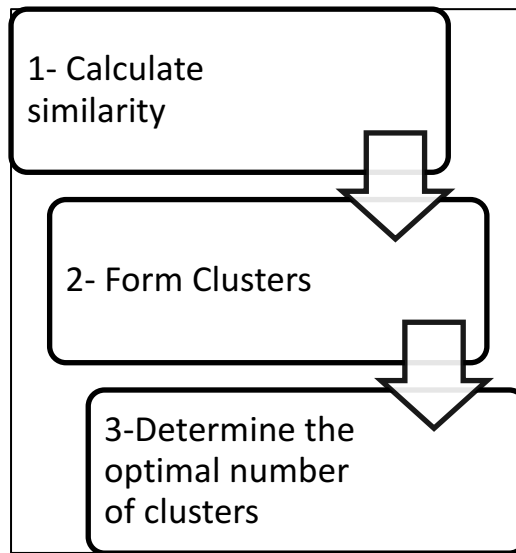 1- Calculate
similarity
2- Form Clusters
3-Determine the
optimal number
of clusters